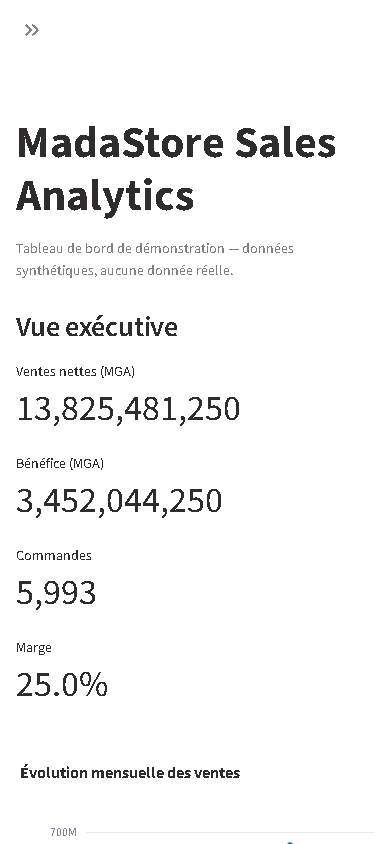 MadaStore Sales
Analytics
Tableau de bord de démonstration — données
synthétiques, aucune donnée réelle.
Vue exécutive
Ventes nettes (MGA)
13,825,481,250
Bénéfice (MGA)
3,452,044,250
Commandes
5,993
Marge
25.0%
Évolution mensuelle des ventes
700M